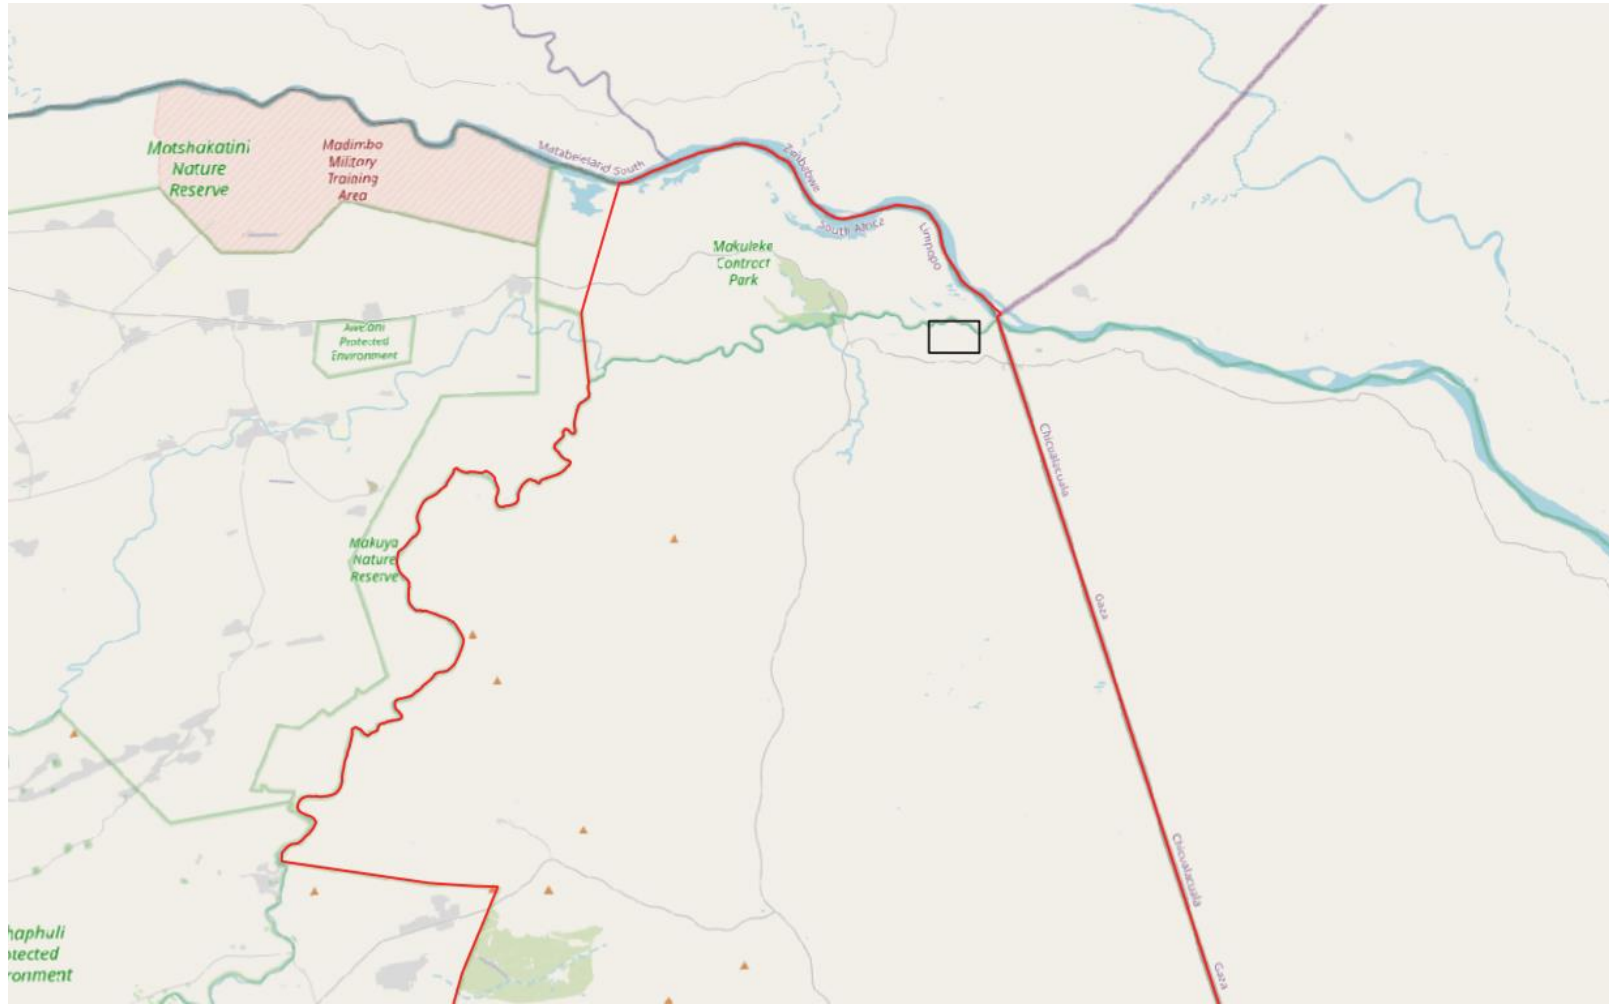 Matshakatini
Nature
Reserve
Madimbo
Military
Training
Area
Matabeleland South
Zimbabwe
South Africa
Limpopo
Makuleke
Contract
Park
Awelani
Protected
Environment
Chicualacuala
Makuya
Nature
Reserve
Gaza
Chicualacuala
haphuli
otected
ronment
Gaza